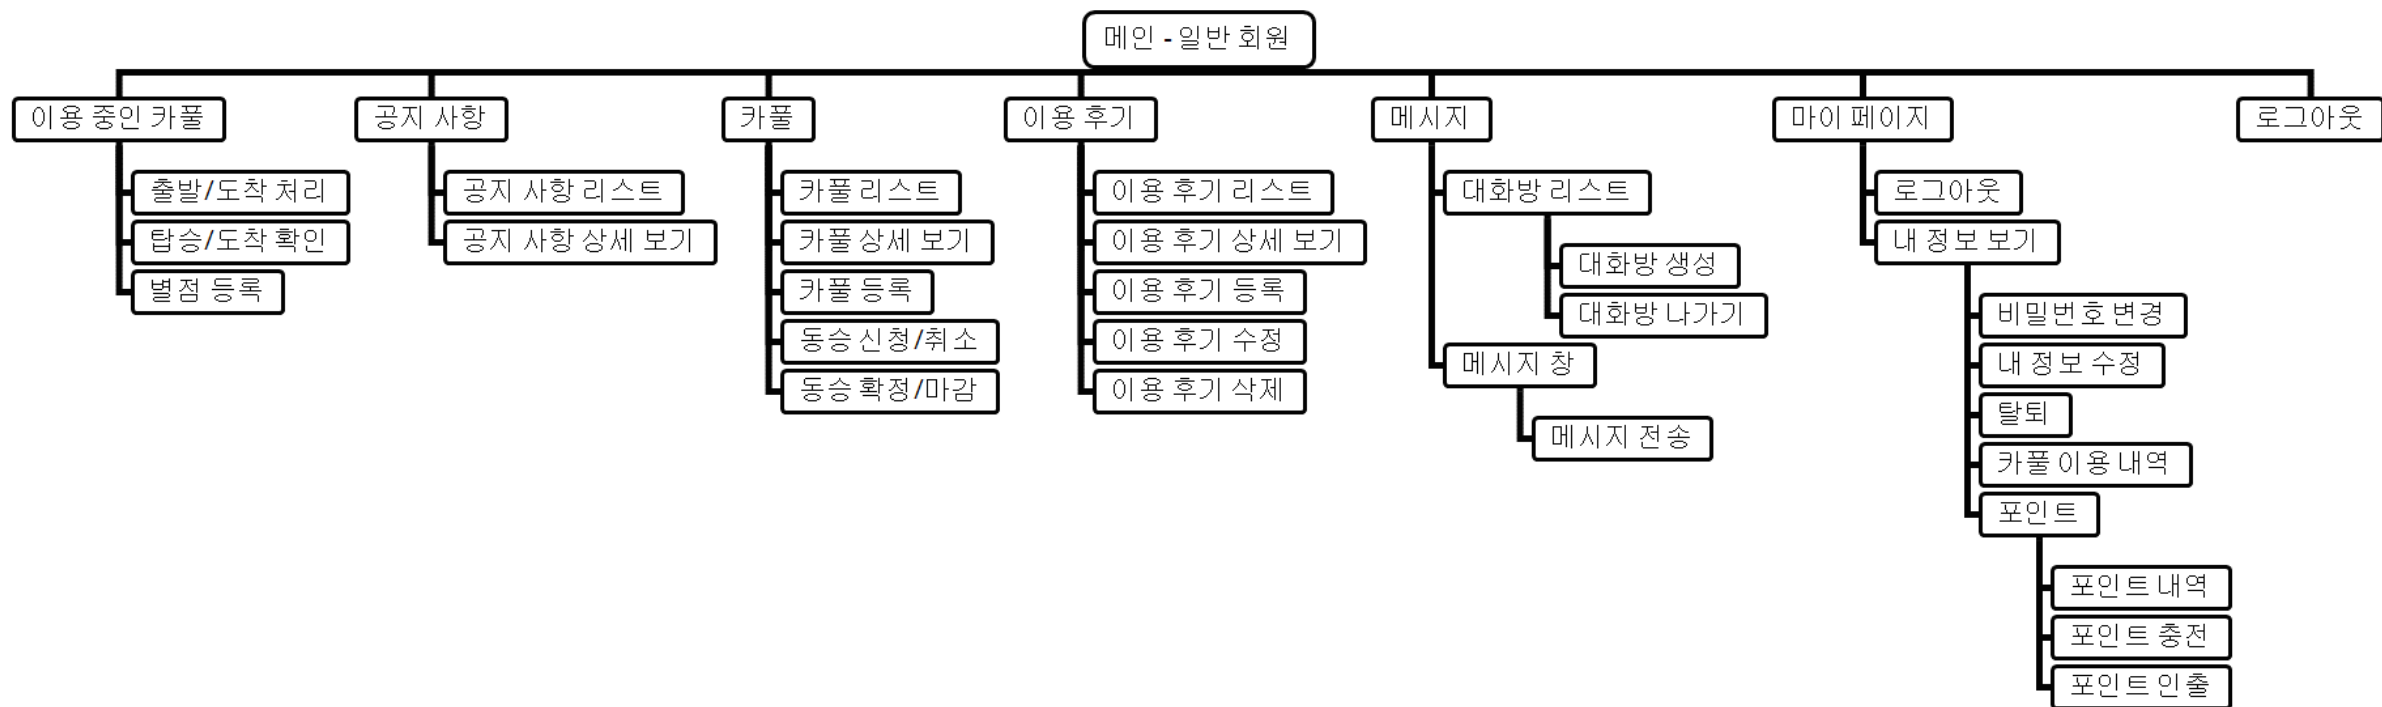 메인 - 일반 회원
이용 중인 카풀
출발/도착 처리
탑승/도착 확인
별점 등록
공지 사항
공지 사항 리스트
공지 사항 상세 보기
카풀
카풀 리스트
카풀 상세 보기
카풀 등록
동승 신청/취소
동승 확정/마감
이용 후기
이용 후기 리스트
이용 후기 상세 보기
이용 후기 등록
이용 후기 수정
이용 후기 삭제
메시지
대화방 리스트
대화방 생성
대화방 나가기
메시지 창
메시지 전송
마이 페이지
로그아웃
내 정보 보기
비밀번호 변경
내 정보 수정
탈퇴
카풀 이용 내역
포인트
포인트 내역
포인트 충전
포인트 인출
로그아웃